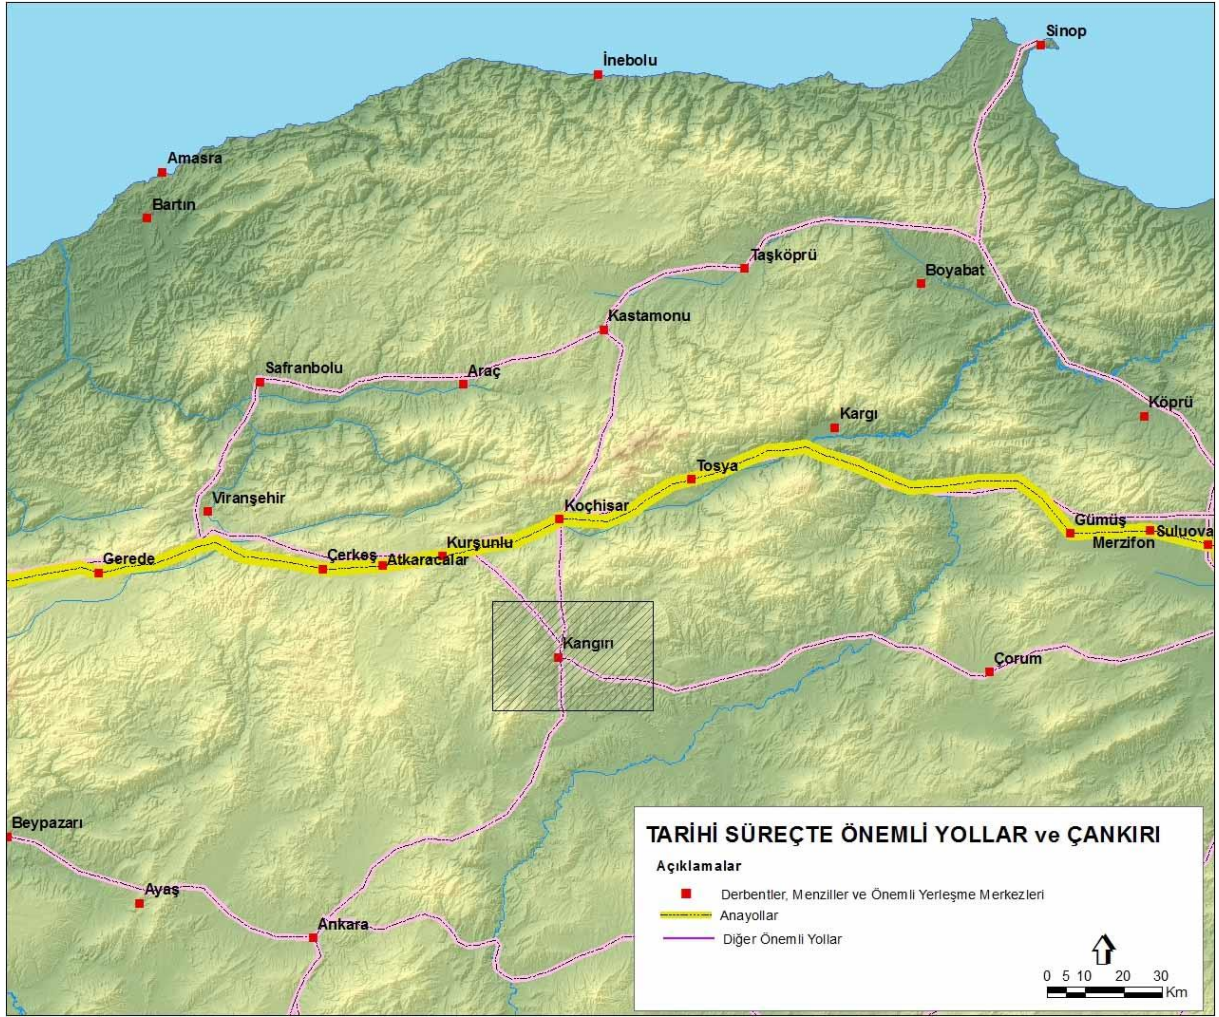 Sinop
İnebolu
Amasra
Bartın
Taşköprü
Boyabat
Kastamonu
Safranbolu
Araç
Kargı
Köprü
Tosya
Viranşehir
Koçhisar
Gümüş
Suluova
Kurşunlu
Merzifon
Gerede
Çerkeş
Atkaracalar
Kangırı
Çorum
Beypazarı
Ayaş
Ankara
TARİHİ SÜREÇTE ÖNEMLİ YOLLAR ve ÇANKIRI
Açıklamalar
Derbentler, Menziller ve Önemli Yerleşme Merkezleri
Anayollar
Diğer Önemli Yollar
0 5 10 20 30
Km